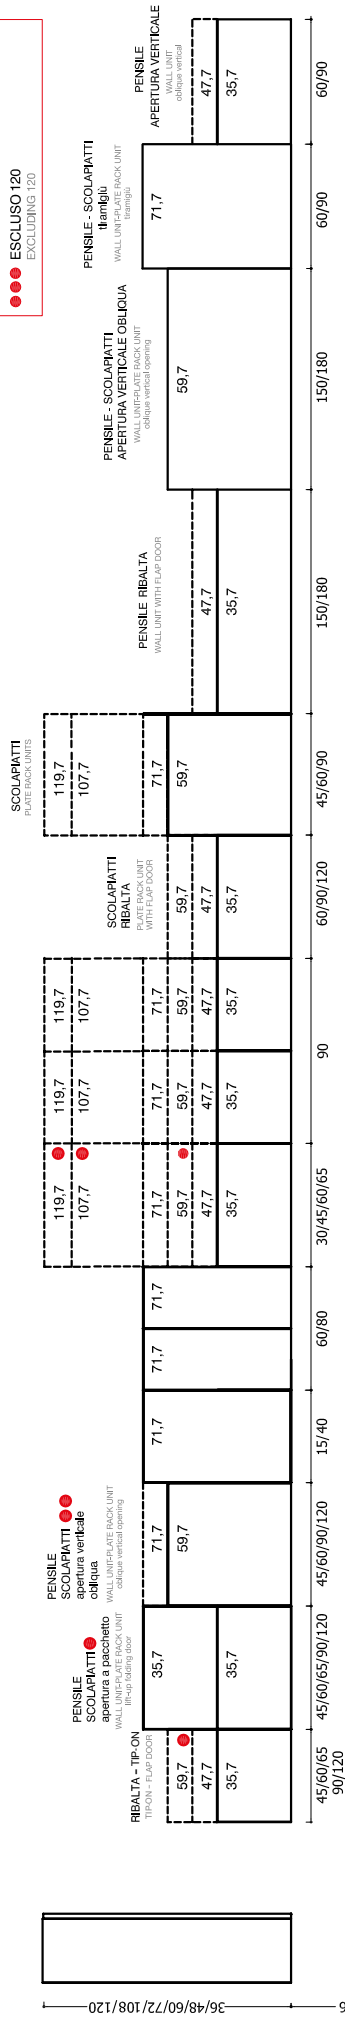 ESCLUSO 120
EXCLUDING 120
36/48/60/72/108/120
RIBALTA – TIP-ON
TIP-ON – FLAP DOOR
59,7
47,7
35,7
45/60/65
90/120
PENSILE
SCOLAPIATTI
apertura a pacchetto
WALL UNIT-PLATE RACK UNIT
lift-up folding door
35,7
35,7
45/60/65/90/120
PENSILE
SCOLAPIATTI
apertura verticale
obliqua
WALL UNIT-PLATE RACK UNIT
oblique vertical opening
71,7
59,7
45/60/90/120
71,7
15/40
71,7
71,7
60/80
119,7
107,7
71,7
59,7
47,7
35,7
30/45/60/65
119,7
107,7
71,7
59,7
47,7
35,7
119,7
107,7
71,7
59,7
47,7
35,7
90
SCOLAPIATTI
RIBALTA
PLATE RACK UNIT
WITH FLAP DOOR
59,7
47,7
35,7
60/90/120
SCOLAPIATTI
PLATE RACK UNITS
119,7
107,7
71,7
59,7
45/60/90
PENSILE RIBALTA
WALL UNIT WITH FLAP DOOR
47,7
35,7
150/180
PENSILE - SCOLAPIATTI
APERTURA VERTICALE OBLIQUA
WALL UNIT-PLATE RACK UNIT
oblique vertical opening
59,7
150/180
PENSILE - SCOLAPIATTI
tiramigiù
WALL UNIT-PLATE RACK UNIT
tiramigiù
71,7
60/90
PENSILE
APERTURA VERTICALE
WALL UNIT
oblique vertical
47,7
35,7
60/90